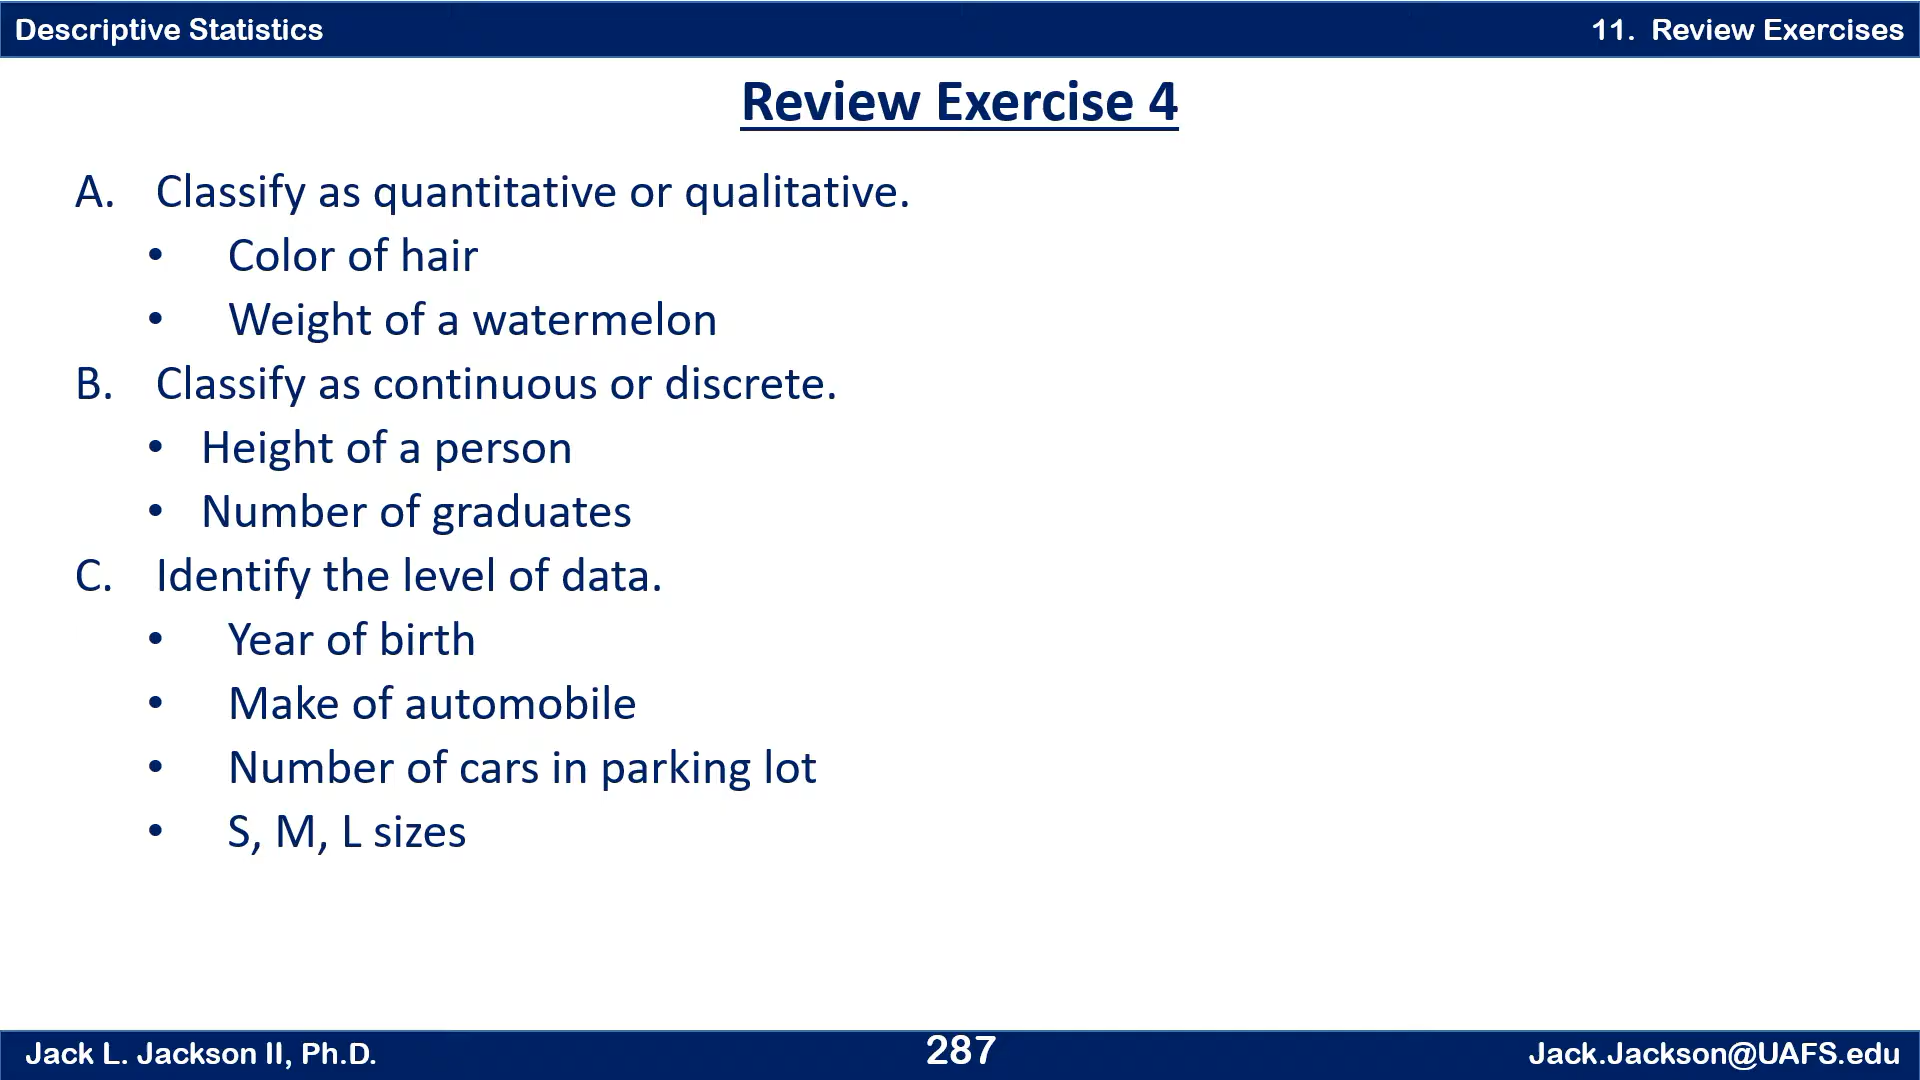 Descriptive Statistics
11. Review Exercises
Review Exercise 4
A. Classify as quantitative or qualitative.
• Color of hair
• Weight of a watermelon
B. Classify as continuous or discrete.
• Height of a person
• Number of graduates
C. Identify the level of data.
• Year of birth
• Make of automobile
• Number of cars in parking lot
• S, M, L sizes
Jack L. Jackson II, Ph.D.
287
Jack.Jackson@UAFS.edu